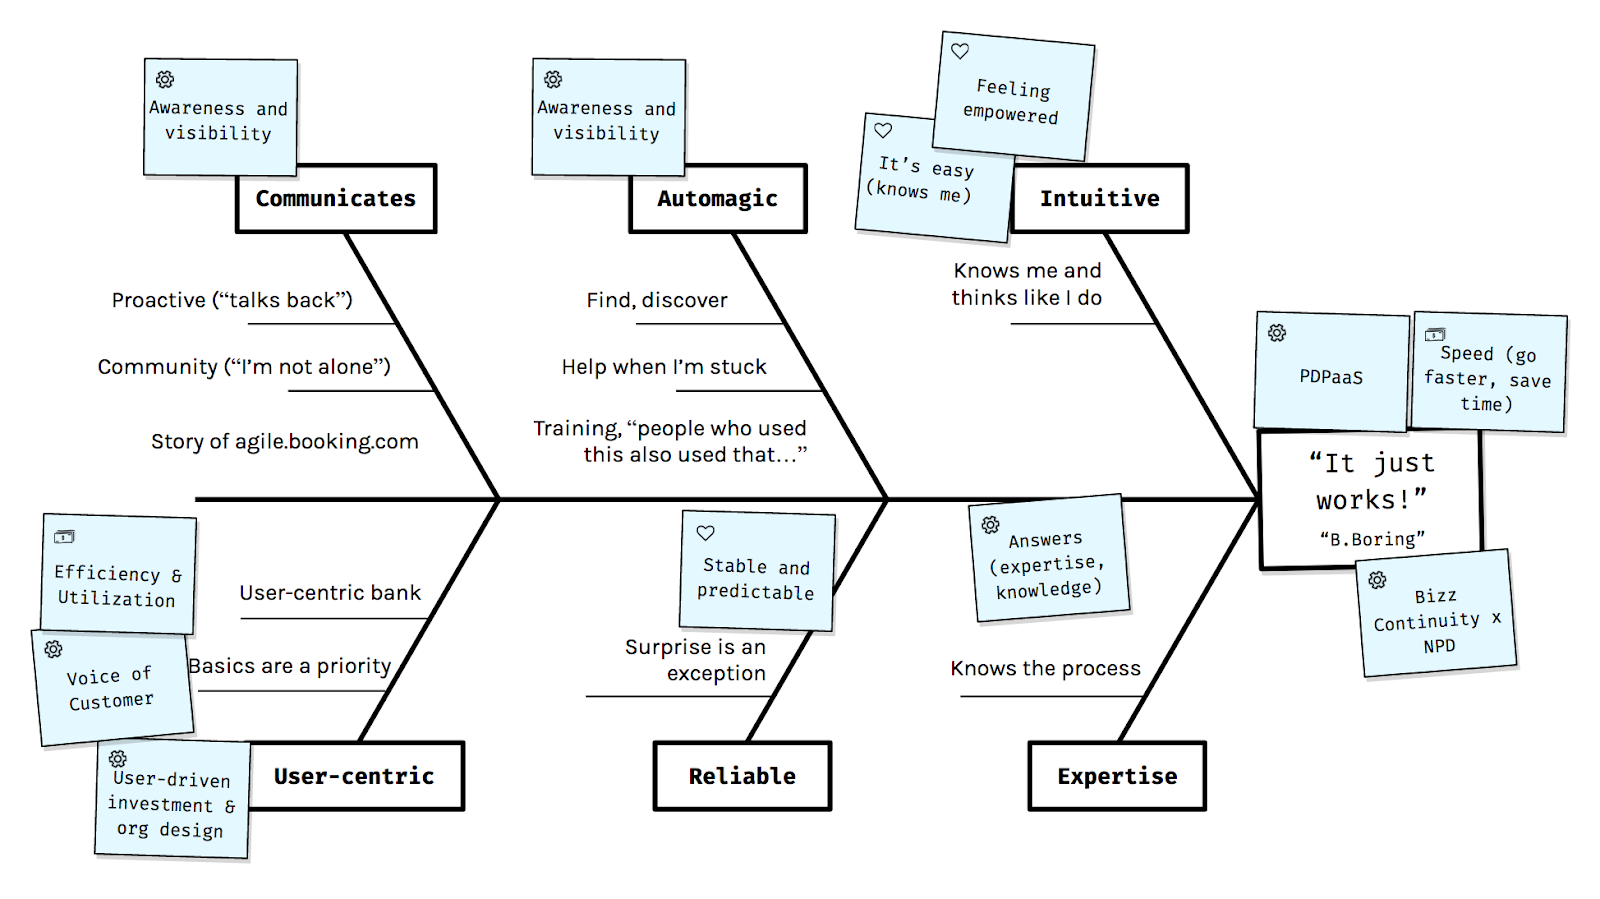 Awareness and
visibility
Communicates
Proactive (“talks back”)
Community (“I’m not alone”)
Story of agile.booking.com
Awareness and
visibility
Automagic
Find, discover
Help when I’m stuck
Training, “people who used
this also used that...”
Feeling
empowered
It’s easy
(knows me)
Intuitive
Knows me and
thinks like I do
PDPaaS
Speed (go
faster, save
time)
“It just
works!”
“B.Boring”
Bizz
Continuity x
NPD
Efficiency &
Utilization
Voice of
Customer
User-driven
investment &
org design
User-centric bank
Basics are a priority
User-centric
Stable and
predictable
Surprise is an
exception
Reliable
Answers
(expertise,
knowledge)
Knows the process
Expertise